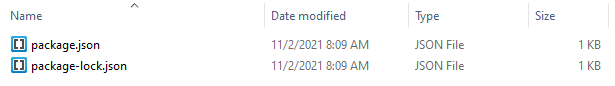 Name Date modified Type Size
package.json 11/2/2021 8:09 AM JSON File 1 KB
package-lock.json 11/2/2021 8:09 AM JSON File 1 KB